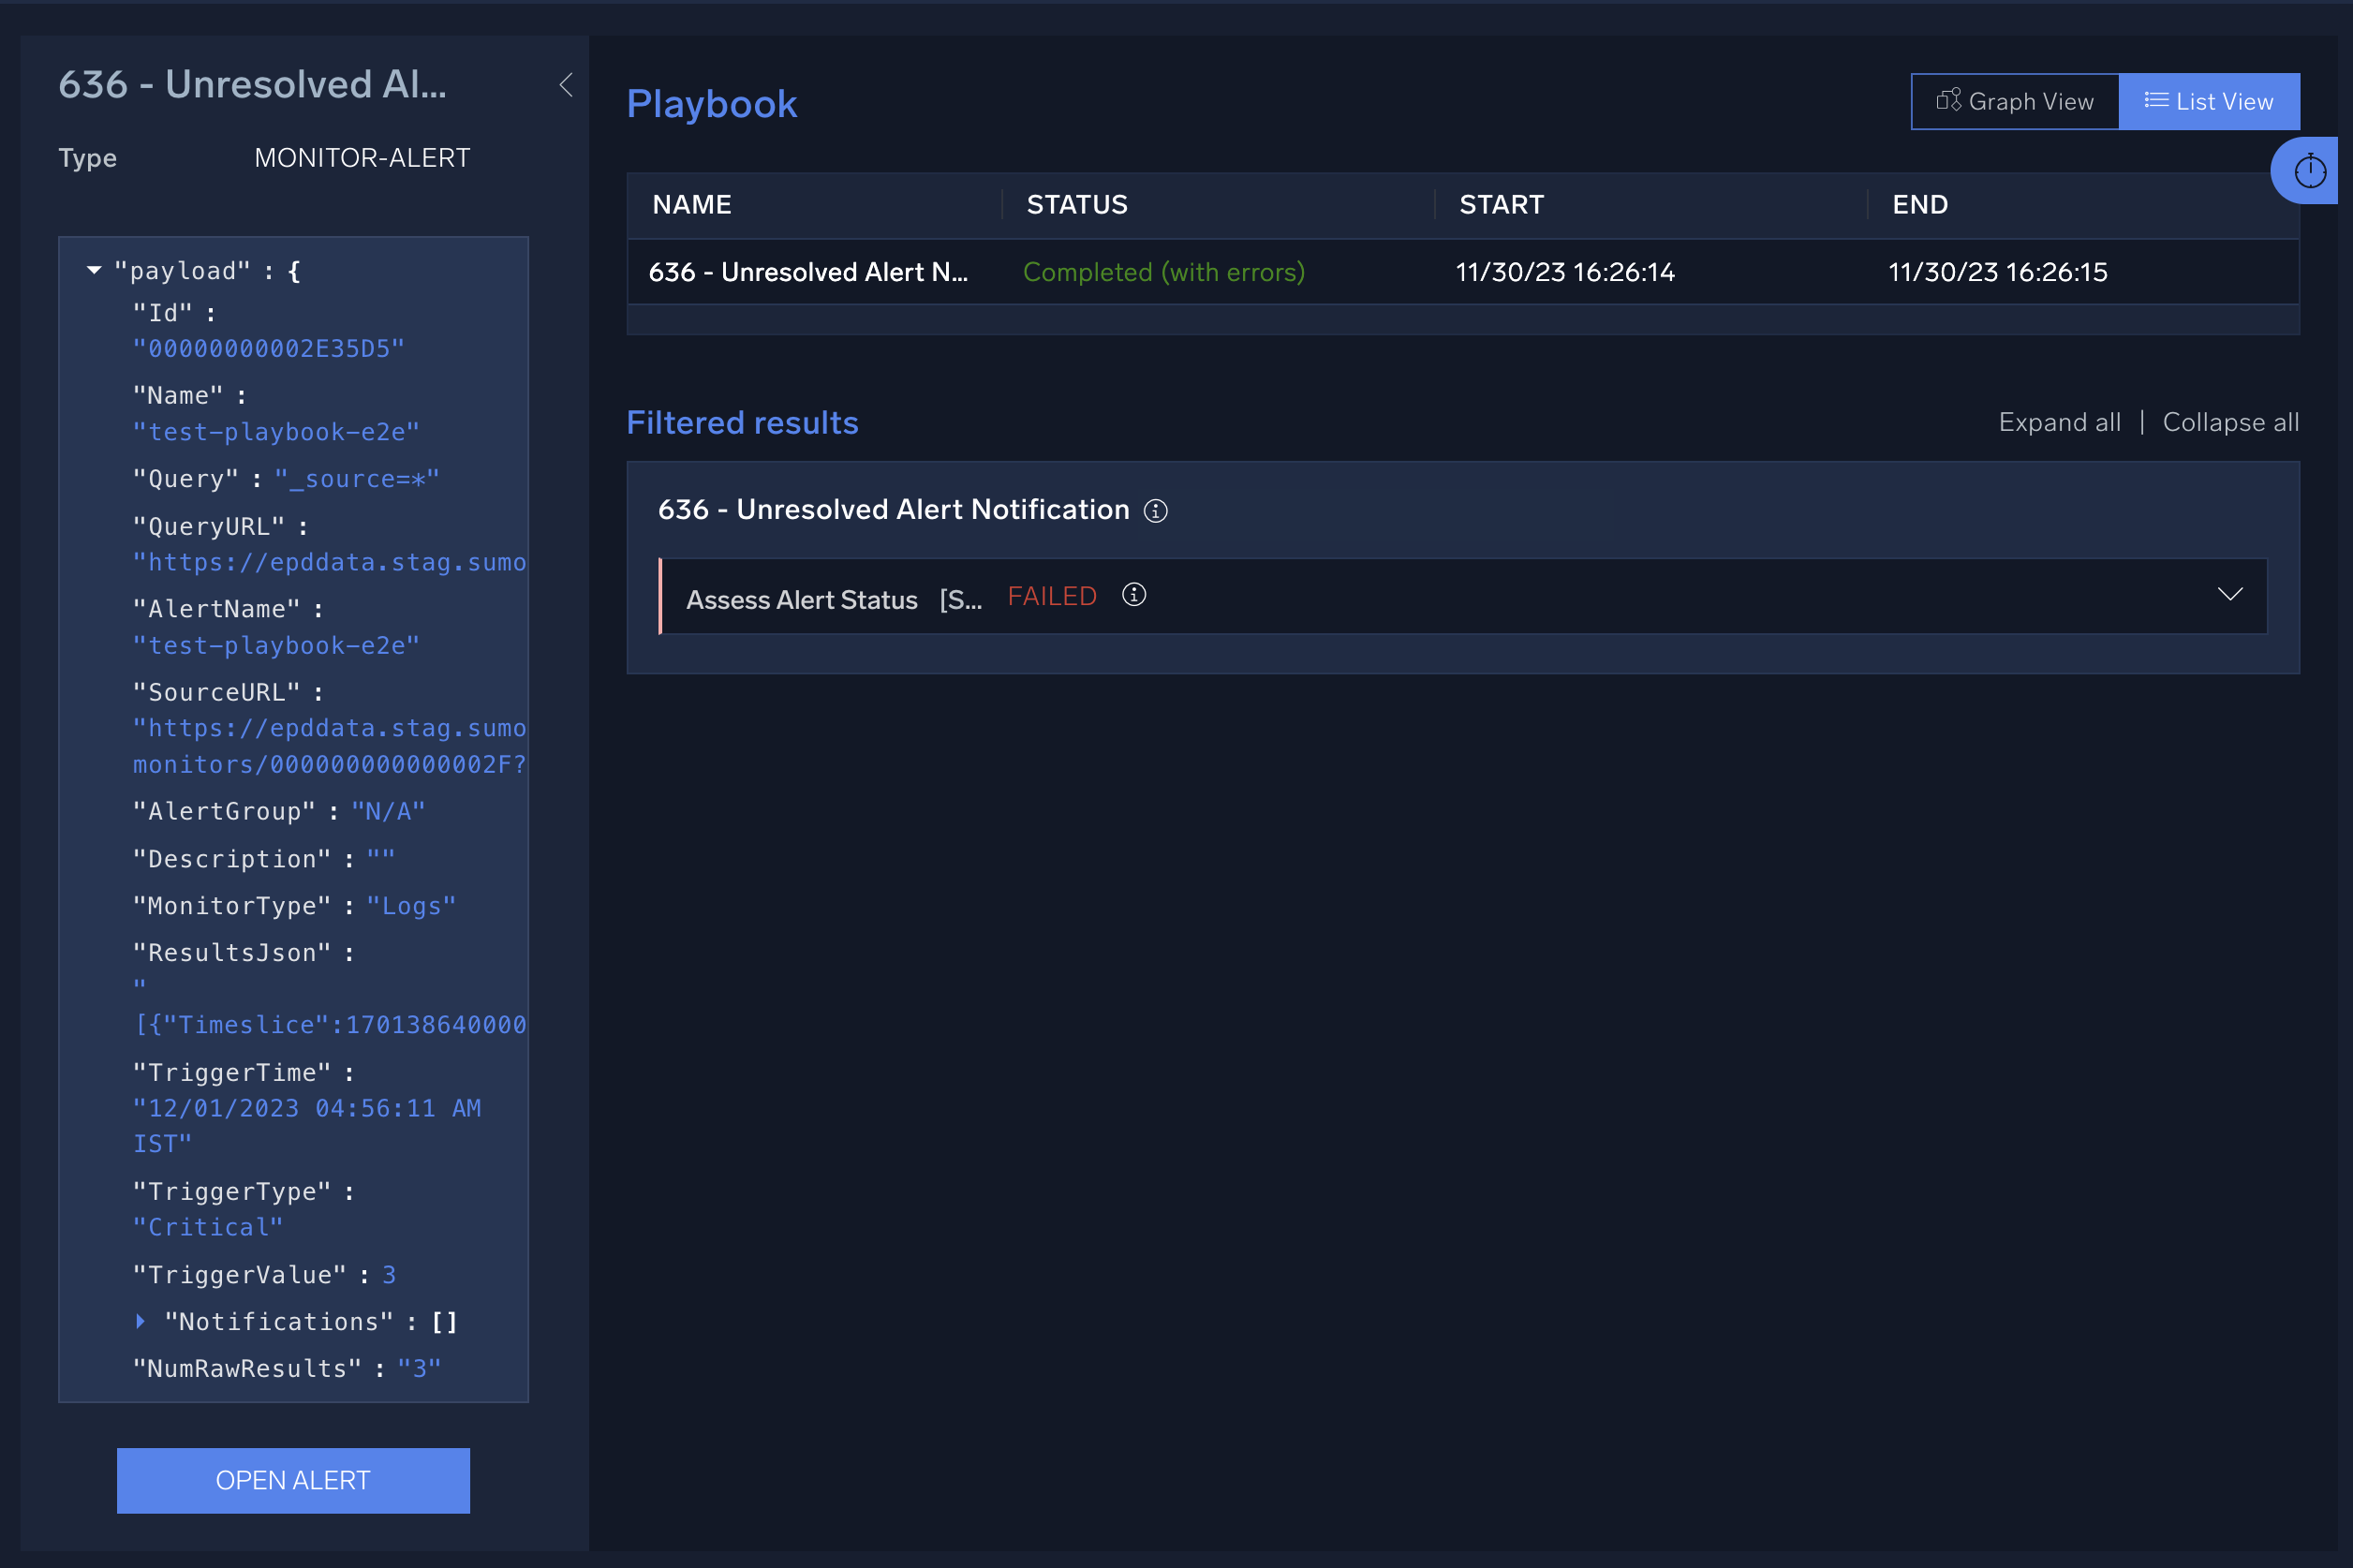 636 - Unresolved Al...
Type MONITOR-ALERT
"payload" : {
"Id" :
"00000000002E35D5"
"Name" :
"test-playbook-e2e"
"Query" : "_source=*"
"QueryURL" :
"https://epddata.stag.sumo
"AlertName" :
"test-playbook-e2e"
"SourceURL" :
"https://epddata.stag.sumo
monitors/000000000000002F?
"AlertGroup" : "N/A"
"Description" : ""
"MonitorType" : "Logs"
"ResultsJson" :
"
[{"Timeslice":170138640000
"TriggerTime" :
"12/01/2023 04:56:11 AM
IST"
"TriggerType" :
"Critical"
"TriggerValue" : 3
"Notifications" : []
"NumRawResults" : "3"
OPEN ALERT
Playbook
Graph View List View
NAME STATUS START END
636 - Unresolved Alert N... Completed (with errors) 11/30/23 16:26:14 11/30/23 16:26:15
Filtered results
Expand all | Collapse all
636 - Unresolved Alert Notification
Assess Alert Status [S... FAILED